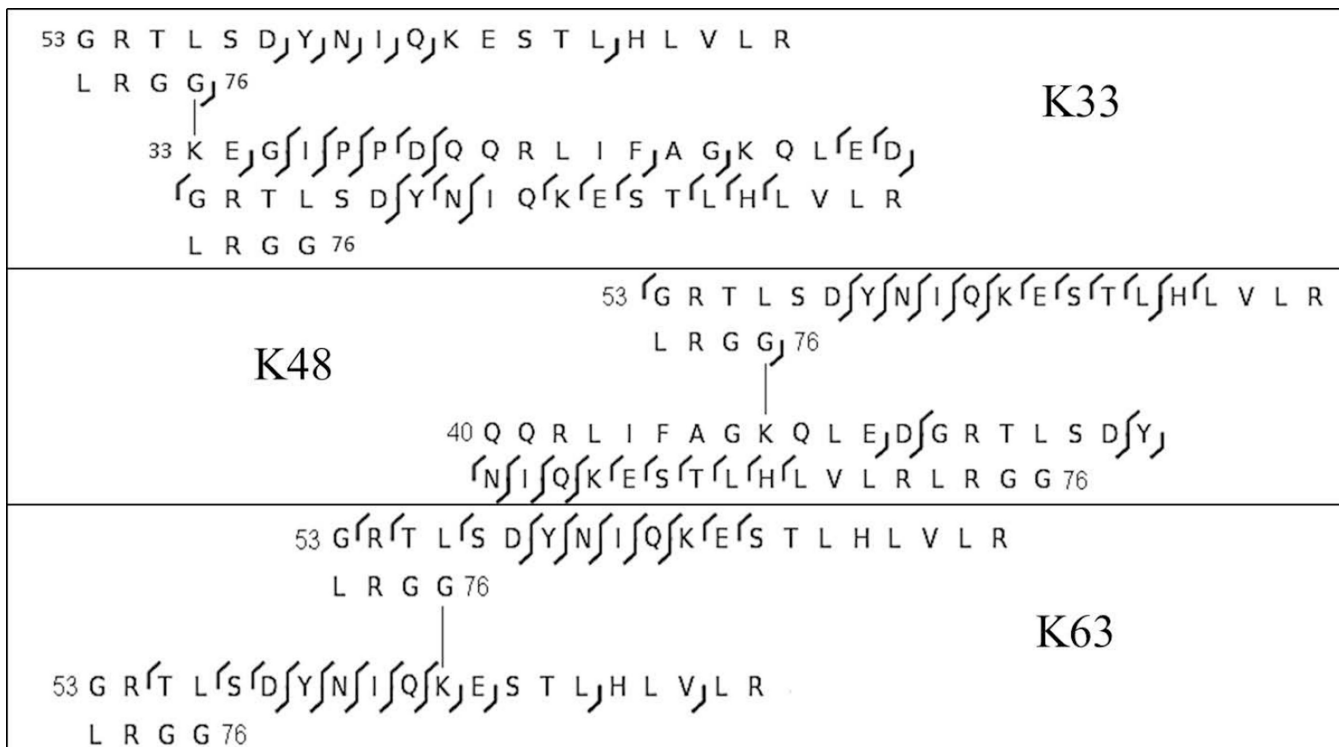 53 G R T L S D Y N I Q K E S T L H L V L R
L R G G 76
K33
33 K E G I P P D Q Q R L I F A G K Q L E D
G R T L S D Y N I Q K E S T L H L V L R
L R G G 76
53 G R T L S D Y N I Q K E S T L H L V L R
L R G G 76
K48
40 Q Q R L I F A G K Q L E D G R T L S D Y
N I Q K E S T L H L V L R L R G G 76
53 G R T L S D Y N I Q K E S T L H L V L R
L R G G 76
K63
53 G R T L S D Y N I Q K E S T L H L V L R
L R G G 76